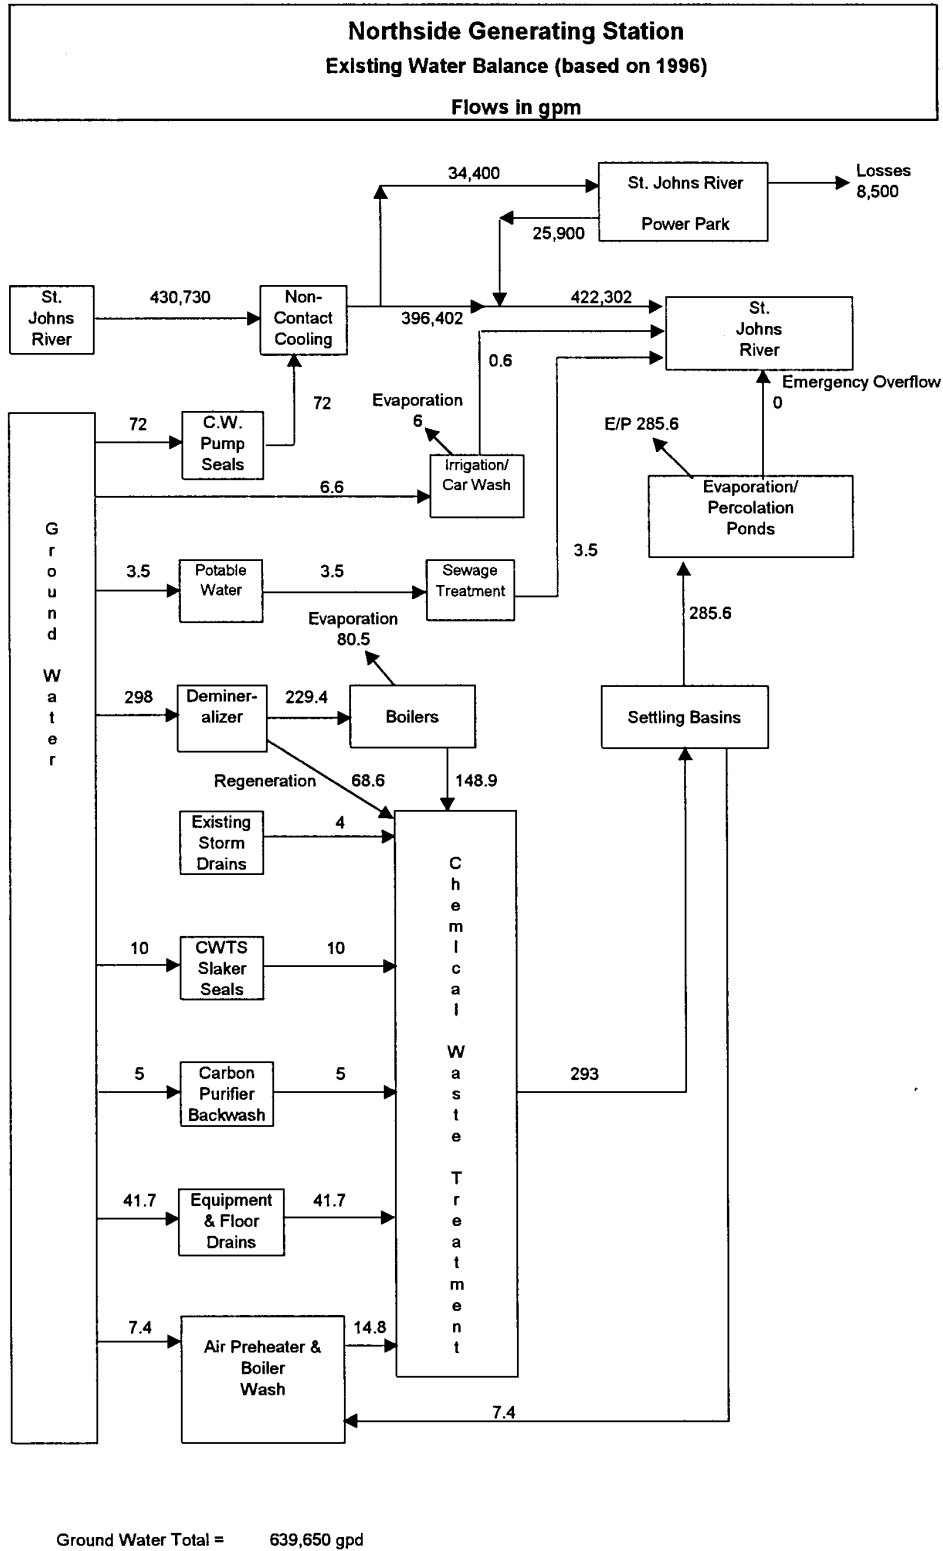 Northside Generating Station
Existing Water Balance (based on 1996)
Flows in gpm
34,400
St. Johns River
Power Park
Losses
8,500
25,900
St.
Johns
River
430,730
Non-
Contact
Cooling
396,402
422,302
St.
Johns
River
0.6
Emergency Overflow
0
72
C.W.
Pump
Seals
72
Evaporation
6
Irrigation/
Car Wash
6.6
E/P 285.6
Evaporation/
Percolation
Ponds
Ground Water
3.5
Potable
Water
3.5
Sewage
Treatment
3.5
285.6
Evaporation
80.5
298
Deminer-
alizer
229.4
Boilers
Settling Basins
Regeneration
68.6
148.9
Existing
Storm
Drains
4
Chemical Waste Treatment
10
CWTS
Slaker
Seals
10
5
Carbon
Purifier
Backwash
5
293
41.7
Equipment
& Floor
Drains
41.7
7.4
Air Preheater &
Boiler
Wash
14.8
7.4
Ground Water Total = 639,650 gpd